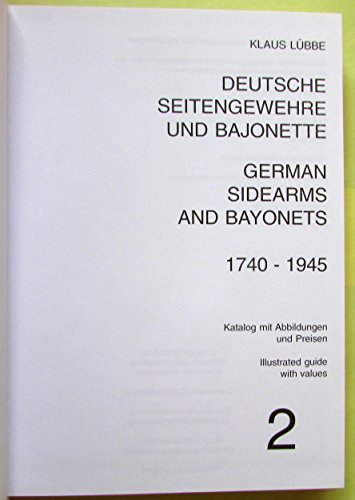 KLAUS LÜBBE
DEUTSCHE
SEITENGEWEHRE
UND BAJONETTE
GERMAN
SIDEARMS
AND BAYONETS
1740 - 1945
Katalog mit Abbildungen
und Preisen
Illustrated guide
with values
2